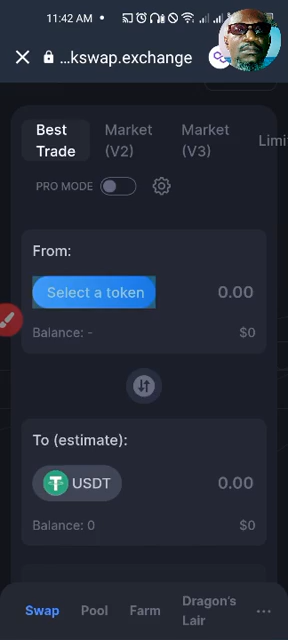 11:42 AM
...kswap.exchange
Best Trade
Market (V2)
Market (V3)
Limi
PRO MODE
From:
Select a token
0.00
Balance: -
$0
To (estimate):
USDT
0.00
Balance: 0
$0
Swap
Pool
Farm
Dragon's Lair
...